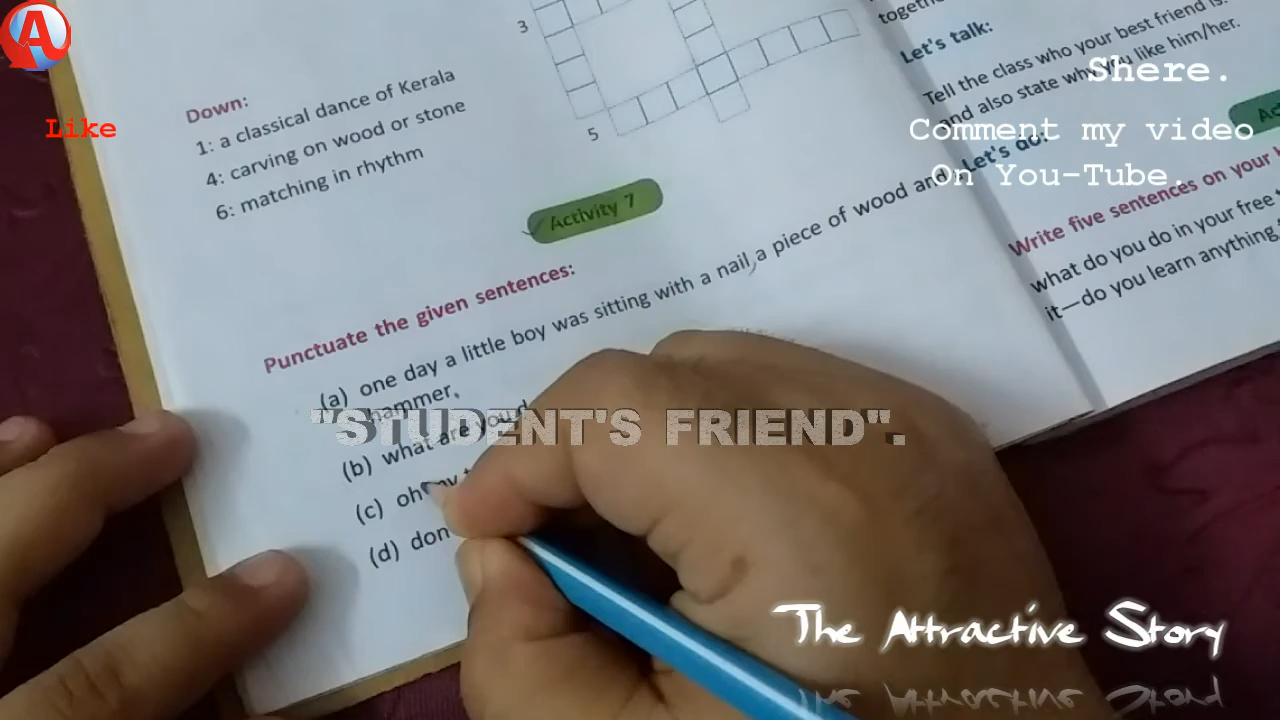 A
Like
3
5
Down:
1: a classical dance of Kerala
4: carving on wood or stone
6: matching in rhythm
Activity 7
Punctuate the given sentences:
(a) one day a little boy was sitting with a nail, a piece of wood and a
hammer.
(b) what are you
(c) oh my
(d) don
Let's talk:
Tell the class who your best friend is.
and also state why you like him/her.
Let's do:
Write five sentences on your
what do you do in your free
it—do you learn anything
Shere.
Comment my video
On You-Tube.
"STUDENT'S FRIEND".
The Attractive Story